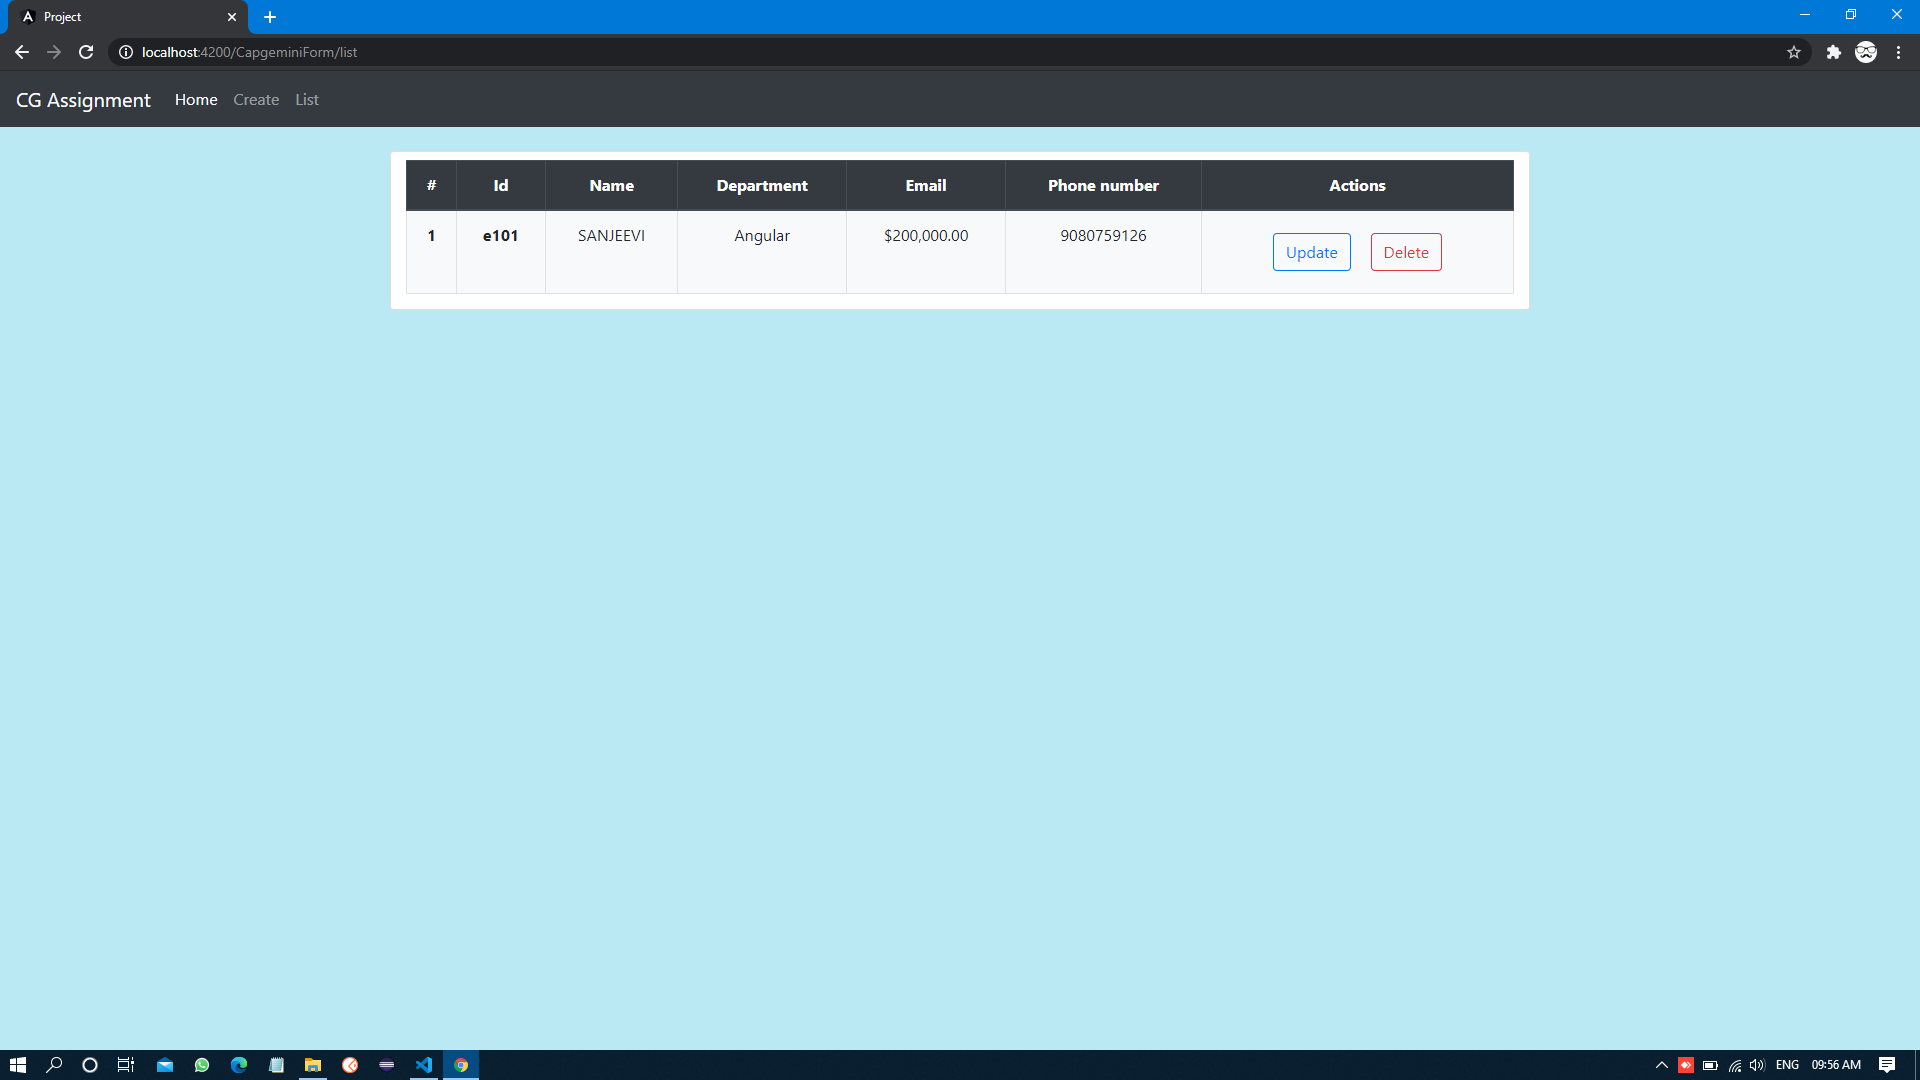 Project
localhost:4200/CapgeminiForm/list
CG Assignment Home Create List
# Id Name Department Email Phone number Actions
1 e101 SANJEEVI Angular $200,000.00 9080759126 Update Delete
ENG 09:56 AM